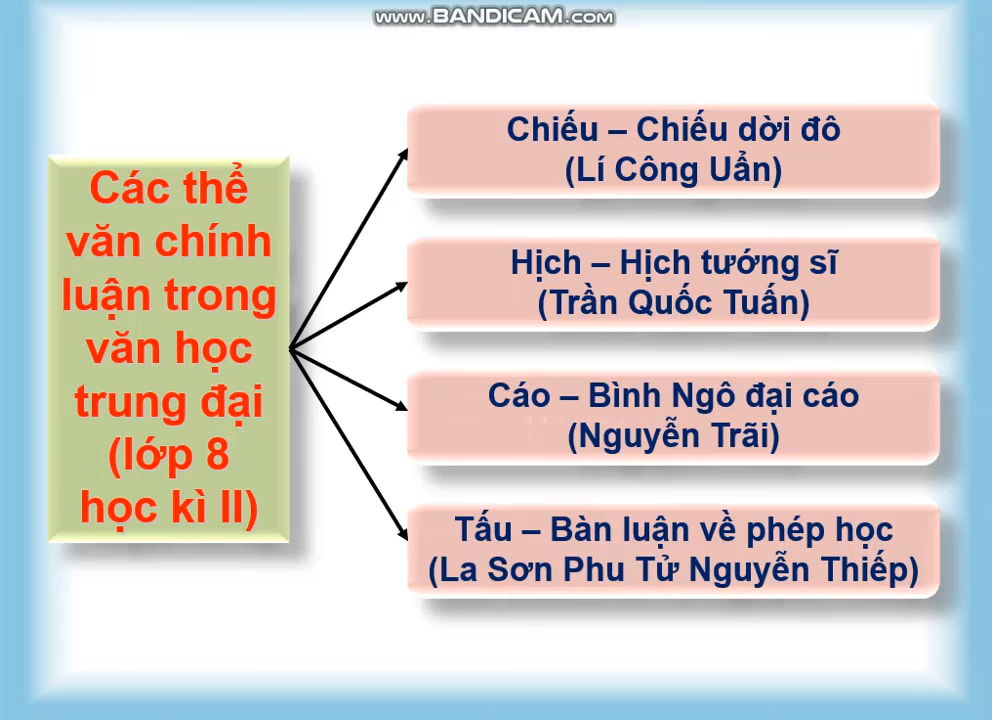 www.BANDICAM.com
Các thể
văn chính
luận trong
văn học
trung đại
(lớp 8
học kì II)
Chiếu – Chiếu dời đô
(Lí Công Uẩn)
Hịch – Hịch tướng sĩ
(Trần Quốc Tuấn)
Cáo – Bình Ngô đại cáo
(Nguyễn Trãi)
Tấu – Bàn luận về phép học
(La Sơn Phu Tử Nguyễn Thiếp)